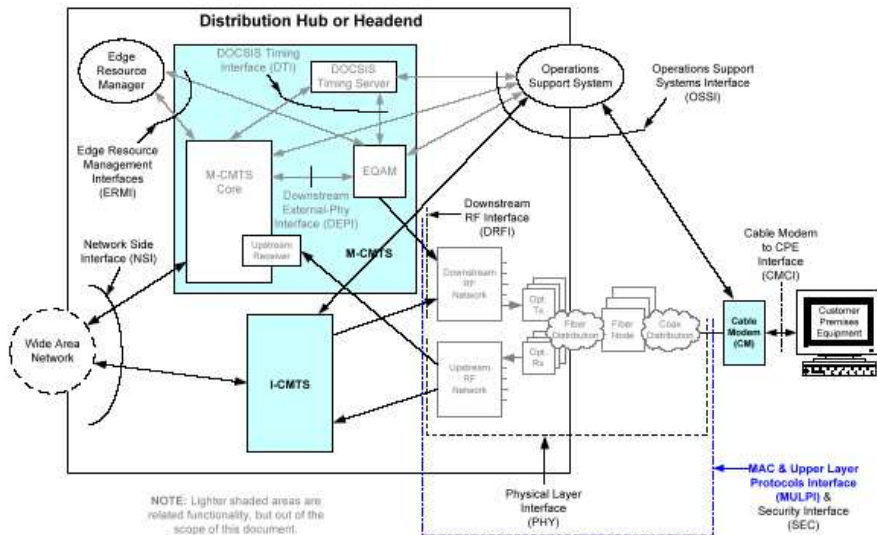 Distribution Hub or Headend
Edge
Resource
Manager
DOCSIS Timing
Interface (DTI)
DOCSIS
Timing Server
Operations
Support System
Operations Support
Systems Interface
(OSSI)
Edge Resource
Management
Interfaces
(ERMI)
M-CMTS
Core
EQAM
Downstream
External-Phy
Interface (DEPI)
M-CMTS
Upstream
Receiver
Downstream
RF Interface
(DRFI)
Network Side
Interface (NSI)
Cable Modem
to CPE
Interface
(CMCI)
Downstream
RF
Network
Opt.
Tx
Fiber
Distribution
Fiber
Node
Coax
Distribution
Cable
Modem
(CM)
Customer
Premises
Equipment
Wide Area
Network
I-CMTS
Upstream
RF
Network
Opt.
Rx
MAC & Upper Layer
Protocols Interface
(MULPI) &
Security Interface
(SEC)
Physical Layer
Interface
(PHY)
NOTE: Lighter shaded areas are
related functionality, but out of the
scope of this document.